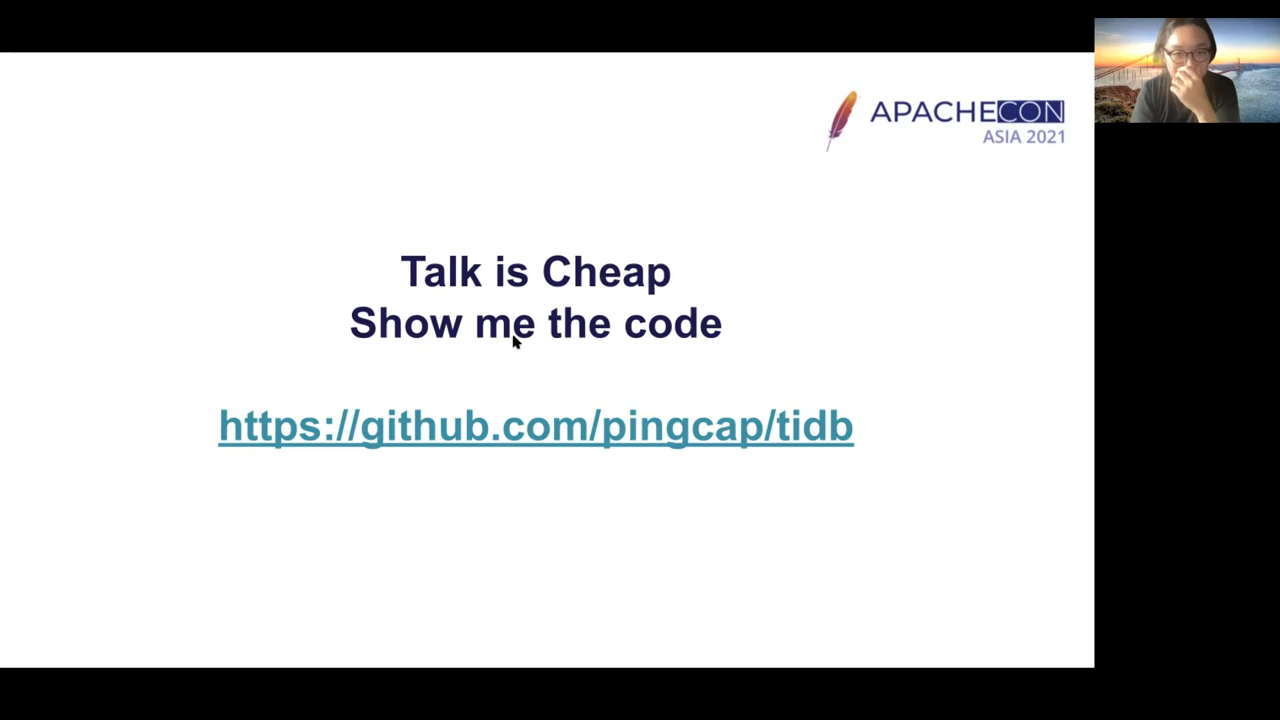 APACHECON
ASIA 2021
Talk is Cheap
Show me the code
https://github.com/pingcap/tidb